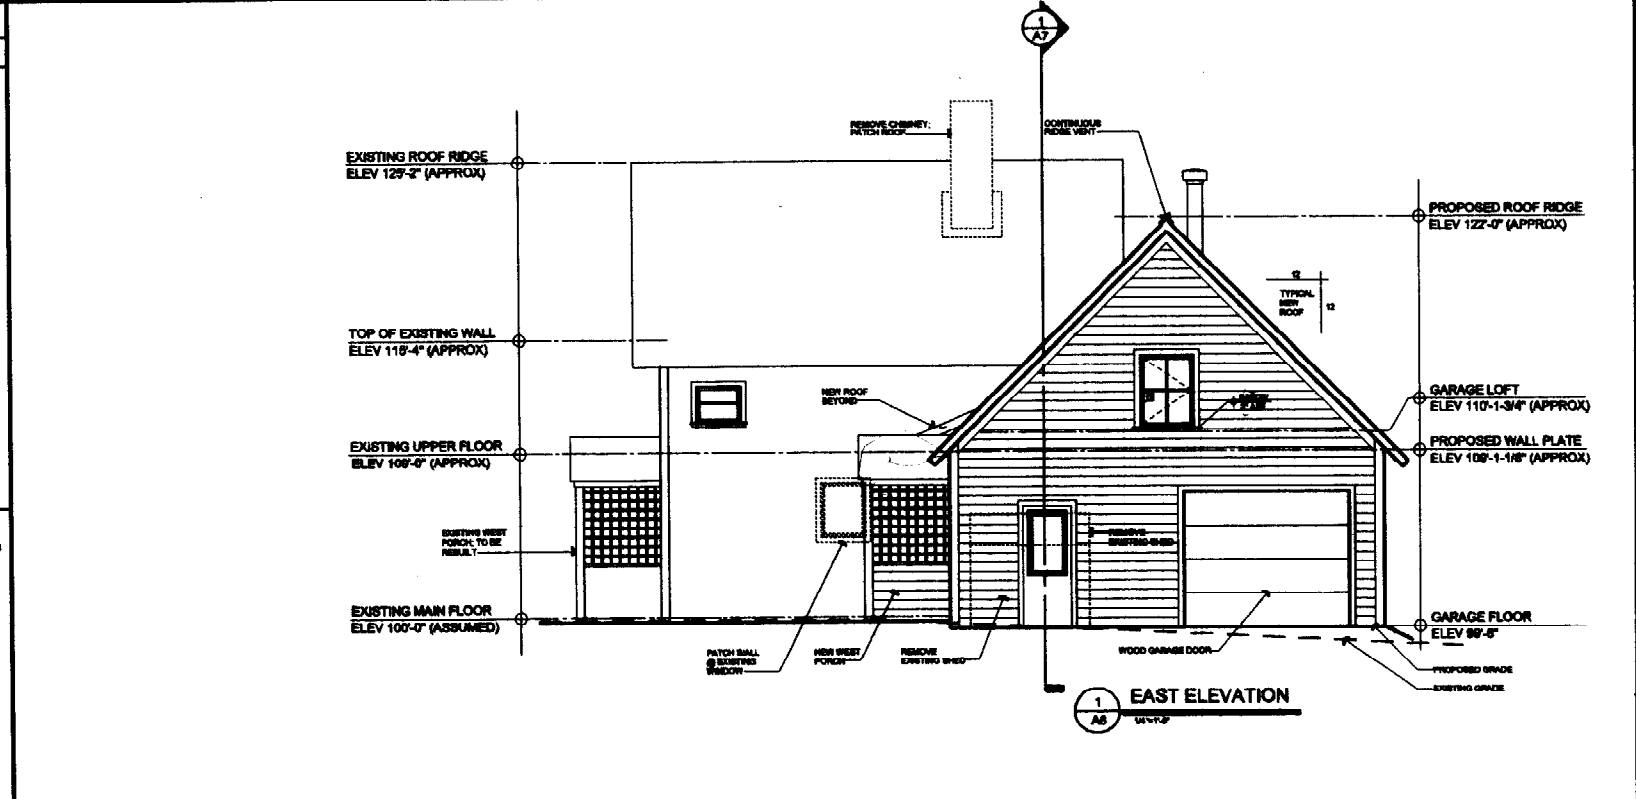 1
A7
REMOVE CHIMNEY;
PATCH ROOF
CONTINUOUS
RIDGE VENT
EXISTING ROOF RIDGE
ELEV 125'-2" (APPROX)
PROPOSED ROOF RIDGE
ELEV 122'-0" (APPROX)
12
TYPICAL
NEW
ROOF
12
TOP OF EXISTING WALL
ELEV 115'-4" (APPROX)
NEW ROOF
BEYOND
GARAGE LOFT
ELEV 110'-1-3/4" (APPROX)
EXISTING UPPER FLOOR
(APPROX)
PROPOSED WALL PLATE
(APPROX)
EXISTING WEST
PORCH; TO BE
REBUILT
REMOVE
EXISTING SHED
EXISTING MAIN FLOOR
ELEV 100'-0" (ASSUMED)
GARAGE FLOOR
ELEV 99'-6"
PATCH WALL
@ EXISTING
WINDOW
NEW WEST
PORCH
REMOVE
EXISTING SHED
WOOD GARAGE DOOR
PROPOSED GRADE
EXISTING GRADE
1
A6
EAST ELEVATION
1/4"=1'-0"